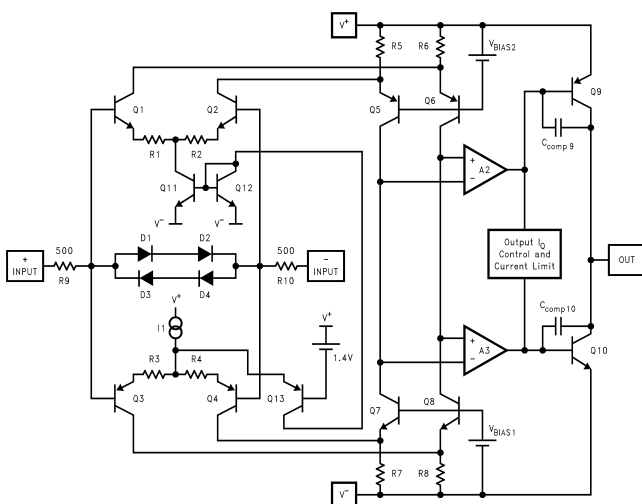 V+
R5
R6
VBIAS2
Q1
Q2
Q5
Q6
Q9
R1
R2
Ccomp9
Q11
Q12
+
-
A2
V-
V-
D1
D2
500
500
+
INPUT
R9
-
INPUT
R10
D3
D4
Output IQ
Control and
Current Limit
OUT
V+
I1
V+
1.4V
Ccomp10
+
-
A3
R3
R4
Q3
Q4
Q13
Q10
Q7
Q8
VBIAS1
R7
R8
V-